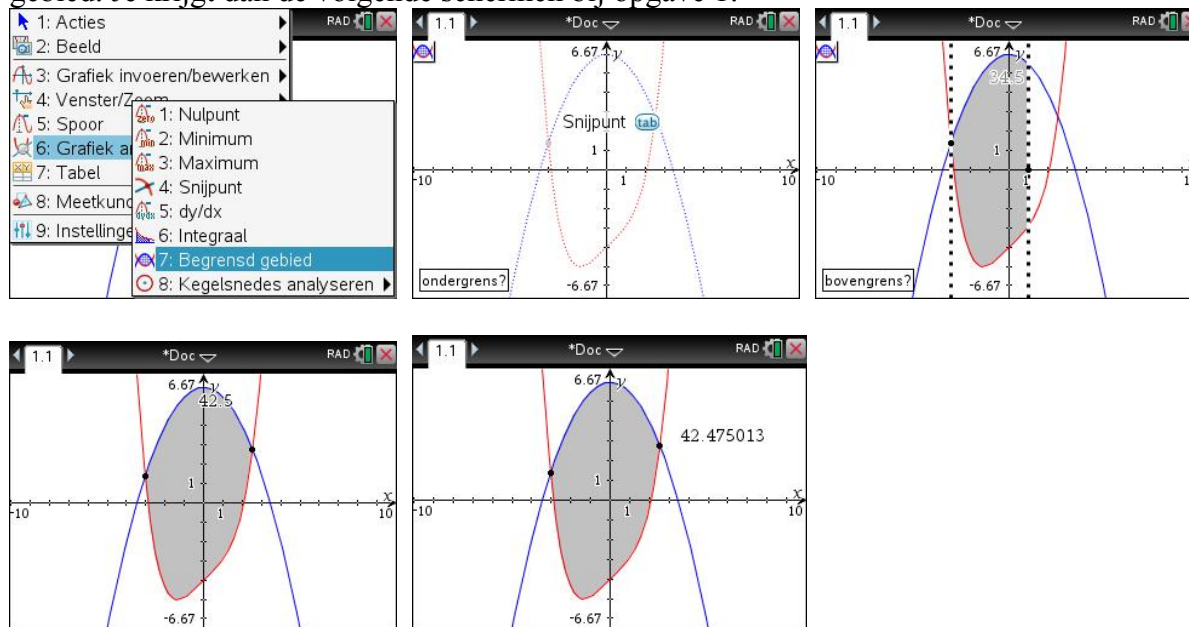 gebied. Je krijgt dan de volgende schermen bij opgave 1.
1: Acties
2: Beeld
3: Grafiek invoeren/bewerken
4: Venster/Zoom
5: Spoor
6: Grafiek a
7: Tabel
8: Meetkund
9: Instellinge
RAD
1: Nulpunt
2: Minimum
3: Maximum
4: Snijpunt
5: dy/dx
6: Integraal
7: Begrensd gebied
8: Kegelsnedes analyseren
1.1 *Doc RAD
6.67 y
Snijpunt tab
1
x
-10 1 10
ondergrens?
-6.67
1.1 *Doc RAD
6.67 y
34.5
1
x
-10 1 1
bovengrens?
-6.67
1.1 *Doc RAD
6.67 y
42.5
1
x
-10 1 10
-6.67
1.1 *Doc RAD
6.67 y
42.475013
1
x
-10 1 10
-6.67